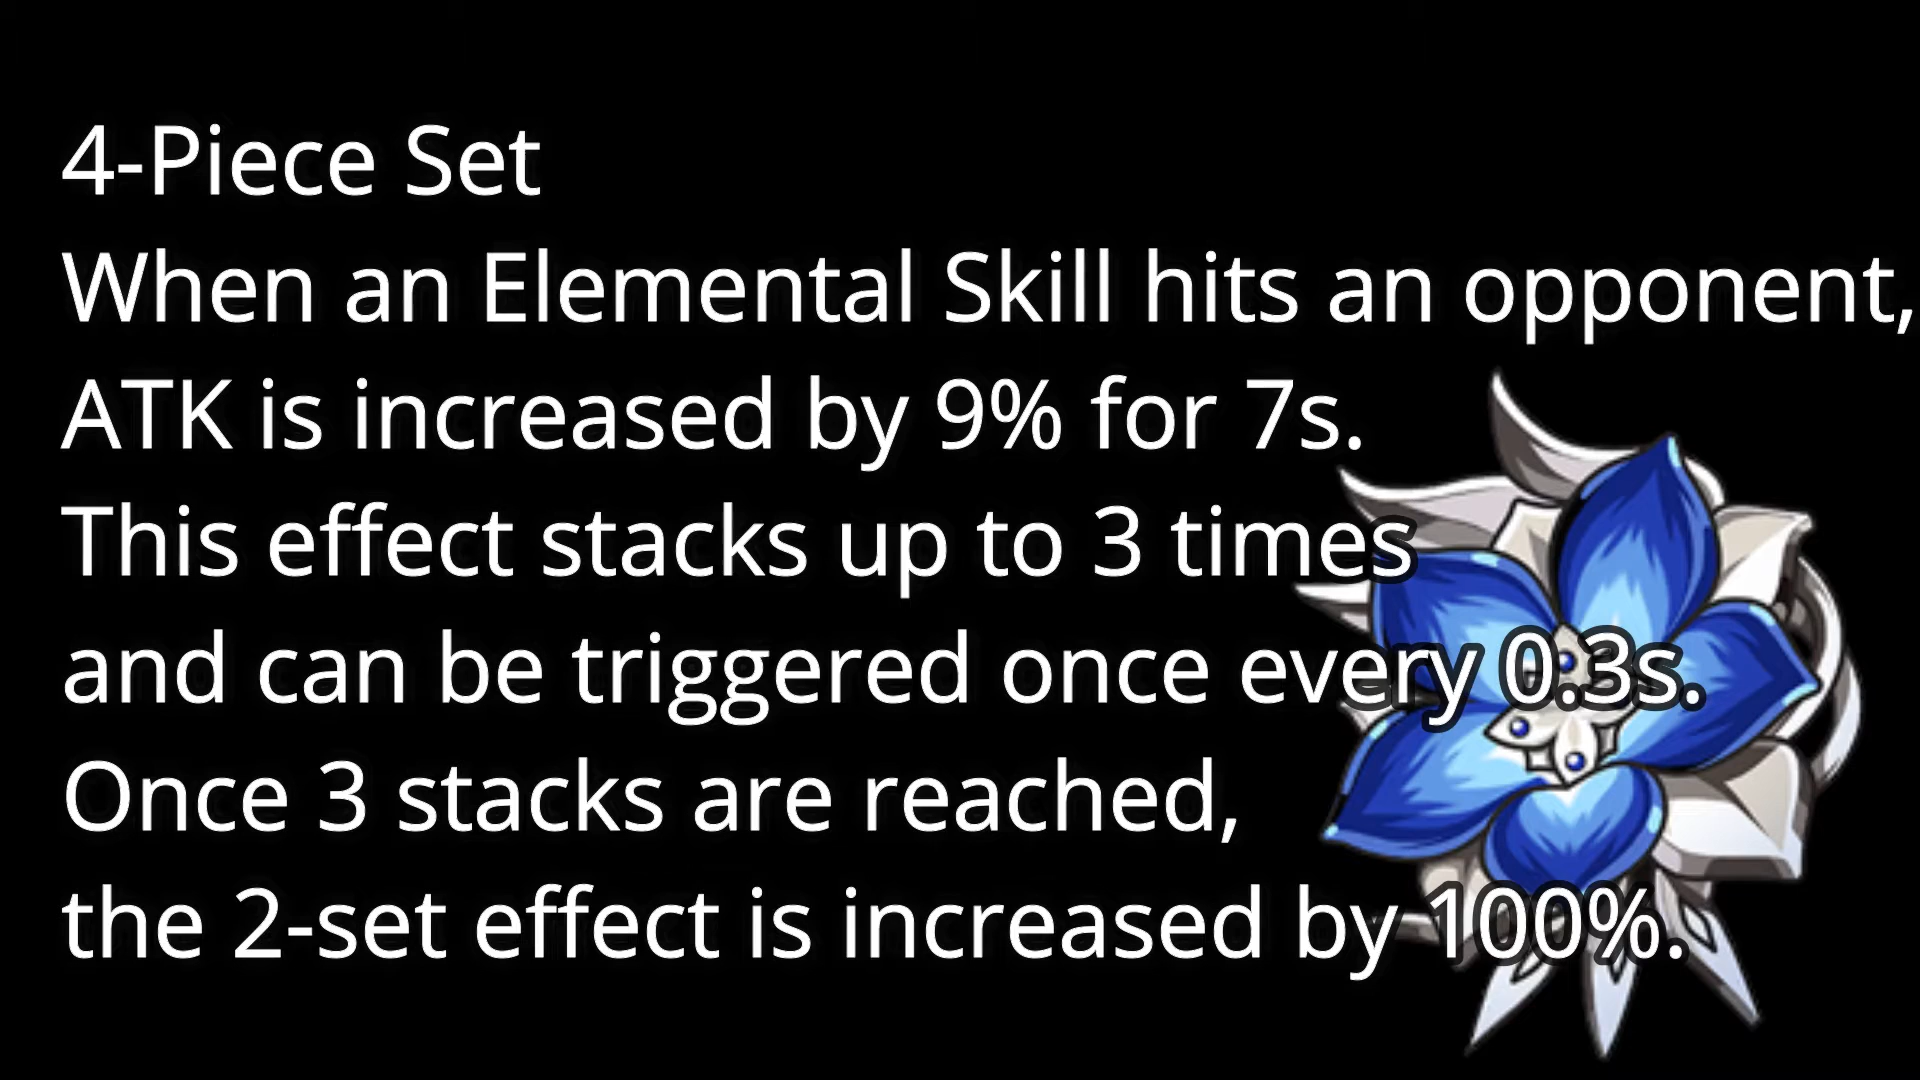 4-Piece Set
When an Elemental Skill hits an opponent,
ATK is increased by 9% for 7s.
This effect stacks up to 3 times
and can be triggered once every 0.3s.
Once 3 stacks are reached,
the 2-set effect is increased by 100%.